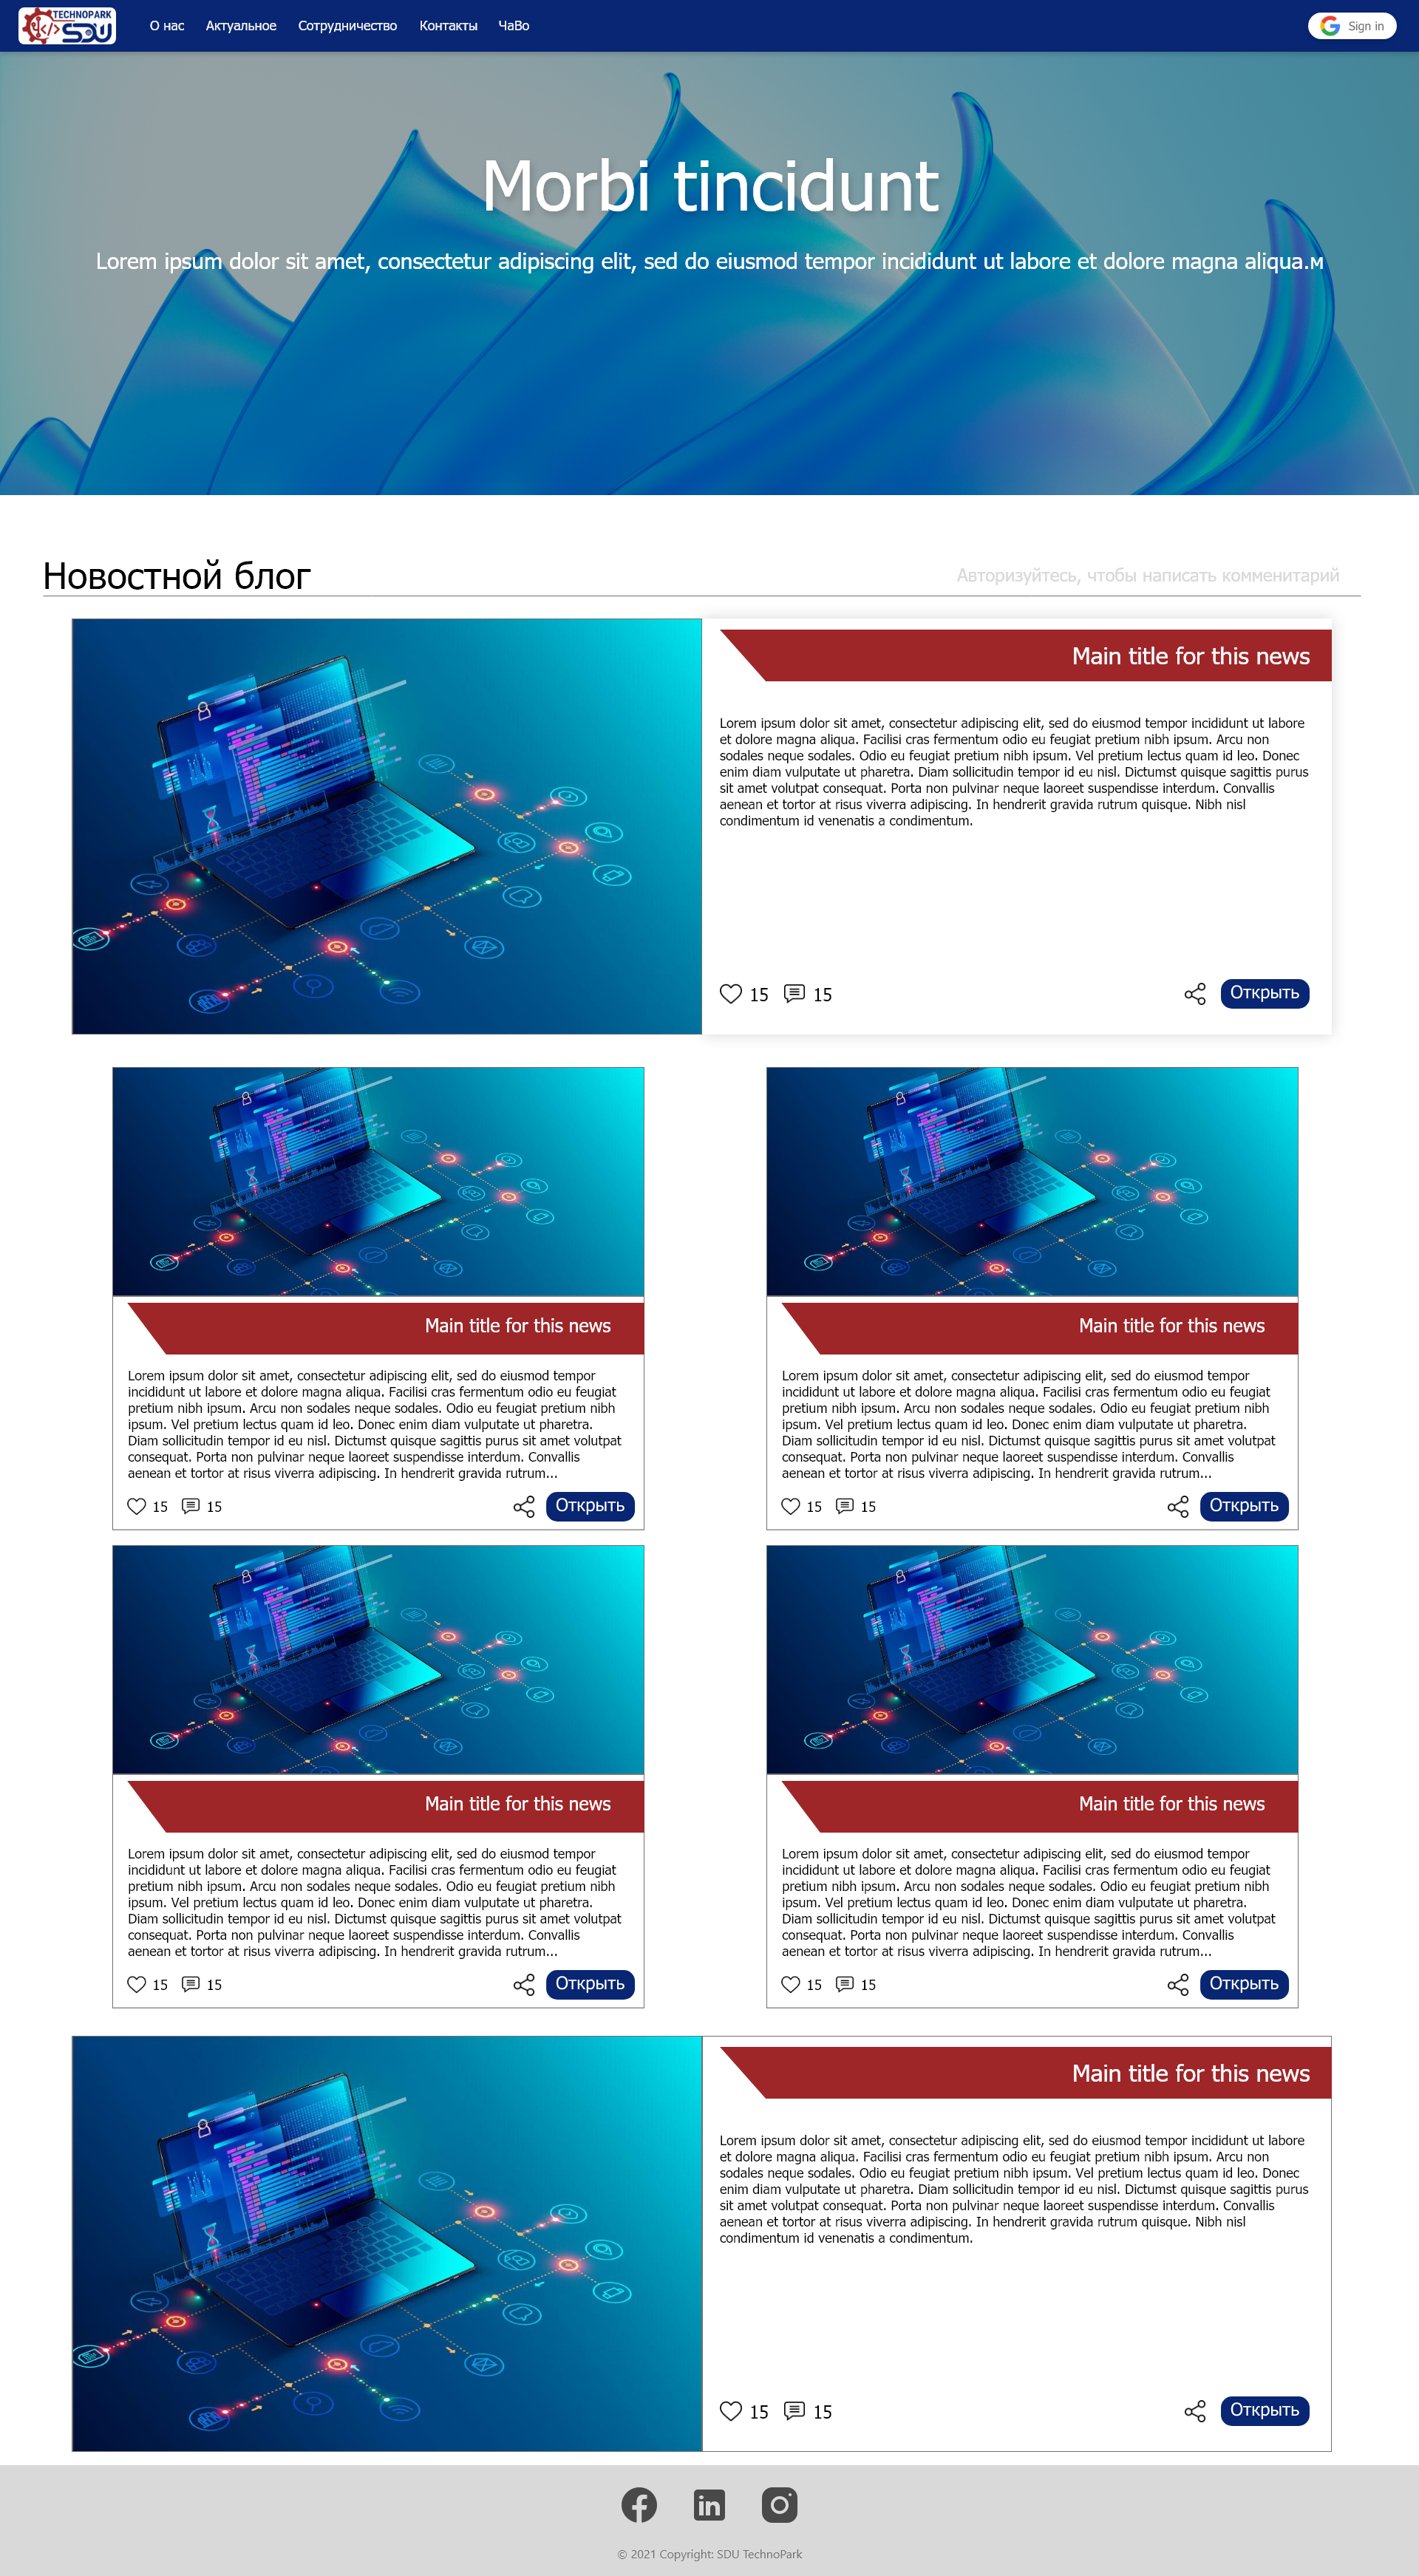 TECHNOPARK
SDU
О нас
Актуальное
Сотрудничество
Контакты
ЧаВо
Sign in
Morbi tincidunt
Lorem ipsum dolor sit amet, consectetur adipiscing elit, sed do eiusmod tempor incididunt ut labore et dolore magna aliqua.м
Новостной блог
Авторизуйтесь, чтобы написать комменитарий
Main title for this news
Lorem ipsum dolor sit amet, consectetur adipiscing elit, sed do eiusmod tempor incididunt ut labore
et dolore magna aliqua. Facilisi cras fermentum odio eu feugiat pretium nibh ipsum. Arcu non
sodales neque sodales. Odio eu feugiat pretium nibh ipsum. Vel pretium lectus quam id leo. Donec
enim diam vulputate ut pharetra. Diam sollicitudin tempor id eu nisl. Dictumst quisque sagittis purus
sit amet volutpat consequat. Porta non pulvinar neque laoreet suspendisse interdum. Convallis
aenean et tortor at risus viverra adipiscing. In hendrerit gravida rutrum quisque. Nibh nisl
condimentum id venenatis a condimentum.
15
15
Открыть
Main title for this news
Lorem ipsum dolor sit amet, consectetur adipiscing elit, sed do eiusmod tempor
incididunt ut labore et dolore magna aliqua. Facilisi cras fermentum odio eu feugiat
pretium nibh ipsum. Arcu non sodales neque sodales. Odio eu feugiat pretium nibh
ipsum. Vel pretium lectus quam id leo. Donec enim diam vulputate ut pharetra.
Diam sollicitudin tempor id eu nisl. Dictumst quisque sagittis purus sit amet volutpat
consequat. Porta non pulvinar neque laoreet suspendisse interdum. Convallis
aenean et tortor at risus viverra adipiscing. In hendrerit gravida rutrum...
15
15
Открыть
Main title for this news
Lorem ipsum dolor sit amet, consectetur adipiscing elit, sed do eiusmod tempor
incididunt ut labore et dolore magna aliqua. Facilisi cras fermentum odio eu feugiat
pretium nibh ipsum. Arcu non sodales neque sodales. Odio eu feugiat pretium nibh
ipsum. Vel pretium lectus quam id leo. Donec enim diam vulputate ut pharetra.
Diam sollicitudin tempor id eu nisl. Dictumst quisque sagittis purus sit amet volutpat
consequat. Porta non pulvinar neque laoreet suspendisse interdum. Convallis
aenean et tortor at risus viverra adipiscing. In hendrerit gravida rutrum...
15
15
Открыть
Main title for this news
Lorem ipsum dolor sit amet, consectetur adipiscing elit, sed do eiusmod tempor
incididunt ut labore et dolore magna aliqua. Facilisi cras fermentum odio eu feugiat
pretium nibh ipsum. Arcu non sodales neque sodales. Odio eu feugiat pretium nibh
ipsum. Vel pretium lectus quam id leo. Donec enim diam vulputate ut pharetra.
Diam sollicitudin tempor id eu nisl. Dictumst quisque sagittis purus sit amet volutpat
consequat. Porta non pulvinar neque laoreet suspendisse interdum. Convallis
aenean et tortor at risus viverra adipiscing. In hendrerit gravida rutrum...
15
15
Открыть
Main title for this news
Lorem ipsum dolor sit amet, consectetur adipiscing elit, sed do eiusmod tempor
incididunt ut labore et dolore magna aliqua. Facilisi cras fermentum odio eu feugiat
pretium nibh ipsum. Arcu non sodales neque sodales. Odio eu feugiat pretium nibh
ipsum. Vel pretium lectus quam id leo. Donec enim diam vulputate ut pharetra.
Diam sollicitudin tempor id eu nisl. Dictumst quisque sagittis purus sit amet volutpat
consequat. Porta non pulvinar neque laoreet suspendisse interdum. Convallis
aenean et tortor at risus viverra adipiscing. In hendrerit gravida rutrum...
15
15
Открыть
Main title for this news
Lorem ipsum dolor sit amet, consectetur adipiscing elit, sed do eiusmod tempor incididunt ut labore
et dolore magna aliqua. Facilisi cras fermentum odio eu feugiat pretium nibh ipsum. Arcu non
sodales neque sodales. Odio eu feugiat pretium nibh ipsum. Vel pretium lectus quam id leo. Donec
enim diam vulputate ut pharetra. Diam sollicitudin tempor id eu nisl. Dictumst quisque sagittis purus
sit amet volutpat consequat. Porta non pulvinar neque laoreet suspendisse interdum. Convallis
aenean et tortor at risus viverra adipiscing. In hendrerit gravida rutrum quisque. Nibh nisl
condimentum id venenatis a condimentum.
15
15
Открыть
© 2021 Copyright: SDU TechnoPark